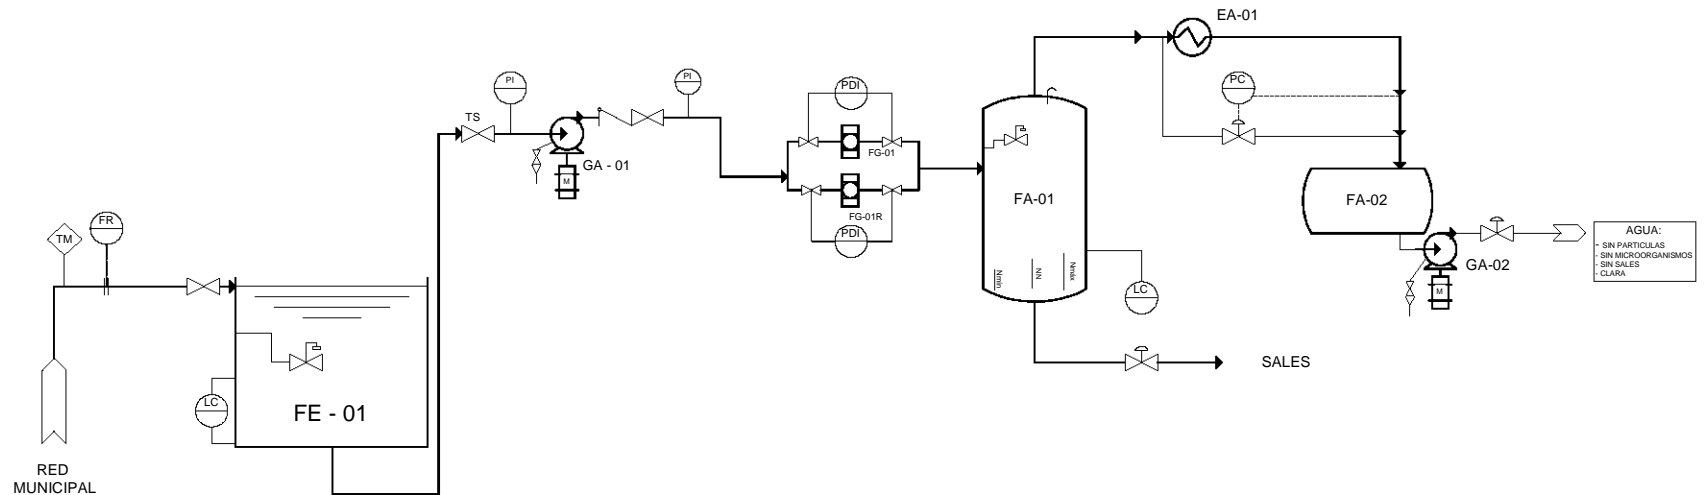 EA-01
PI
PI
PDI
PC
TS
FG-01
GA - 01
M
FA-01
FG-01R
PDI
FA-02
FR
TM
AGUA:
- SIN PARTICULAS
- SIN MICROORGANISMOS
- SIN SALES
- CLARA
GA-02
M
Nmín
NN
Nmáx
LC
SALES
LC
FE - 01
RED
MUNICIPAL